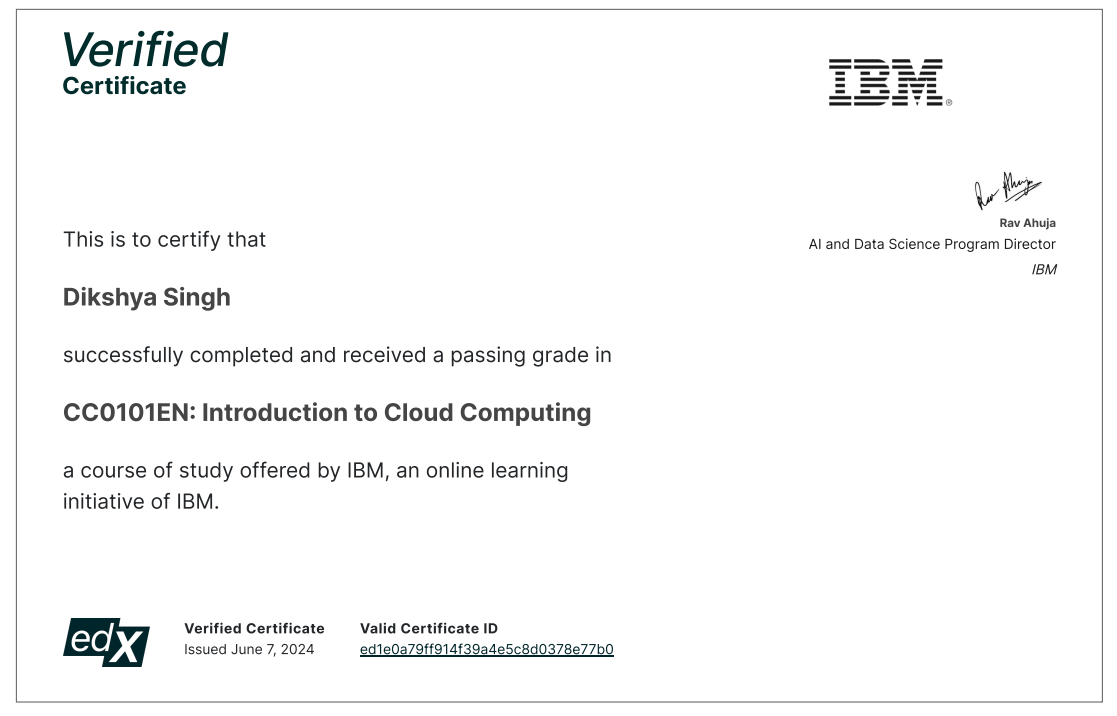 Verified
Certificate
IBM®
Rav Ahuja
Rav Ahuja
AI and Data Science Program Director
IBM
This is to certify that
Dikshya Singh
successfully completed and received a passing grade in
CC0101EN: Introduction to Cloud Computing
a course of study offered by IBM, an online learning
initiative of IBM.
edX
Verified Certificate
Issued June 7, 2024
Valid Certificate ID
ed1e0a79ff914f39a4e5c8d0378e77b0